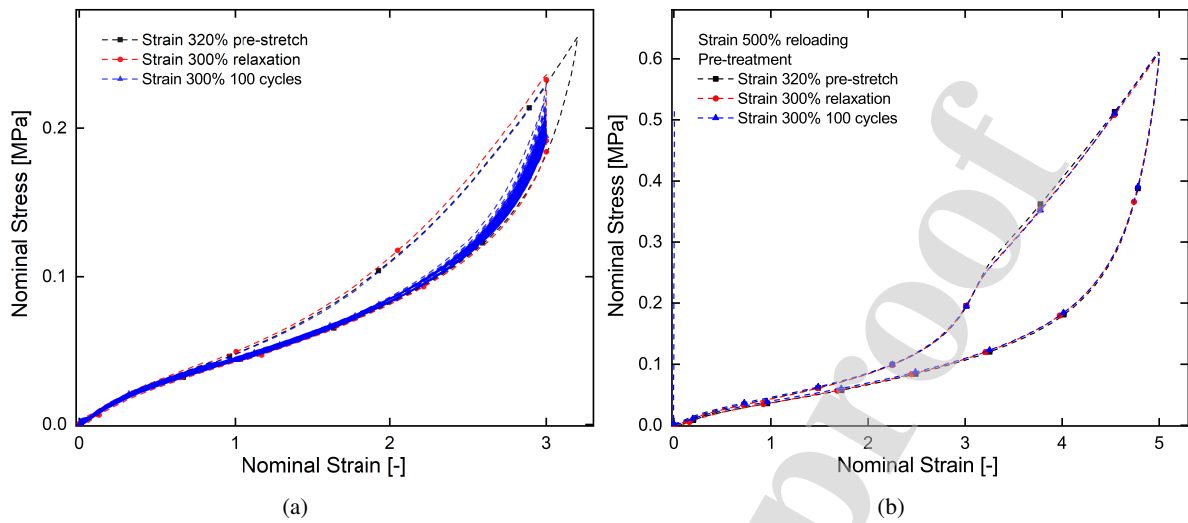 Strain 320% pre-stretch
Strain 300% relaxation
Strain 300% 100 cycles
Nominal Stress [MPa]
0.2
0.1
0.0
0
1
2
3
Nominal Strain [-]
(a)
Strain 500% reloading
Pre-treatment
Strain 320% pre-stretch
Strain 300% relaxation
Strain 300% 100 cycles
Nominal Stress [MPa]
0.6
0.5
0.4
0.3
0.2
0.1
0.0
0
1
2
3
4
5
Nominal Strain [-]
(b)
proof